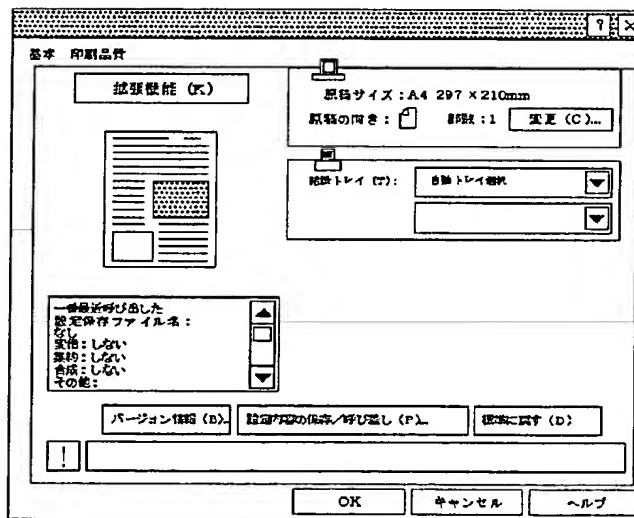 ? ×
基本 印刷品質
拡張機能 (K)
原稿サイズ：A4 297×210mm
原稿の向き： 部数：1 変更 (C)...
給紙トレイ (T)： 自動トレイ選択
一番最近呼び出した
設定保存ファイル名：
なし
変倍：しない
集約：しない
合成：しない
その他：
バージョン情報 (B)... 設定内容の保存/呼び出し (P)... 標準に戻す (D)
!
OK キャンセル ヘルプ